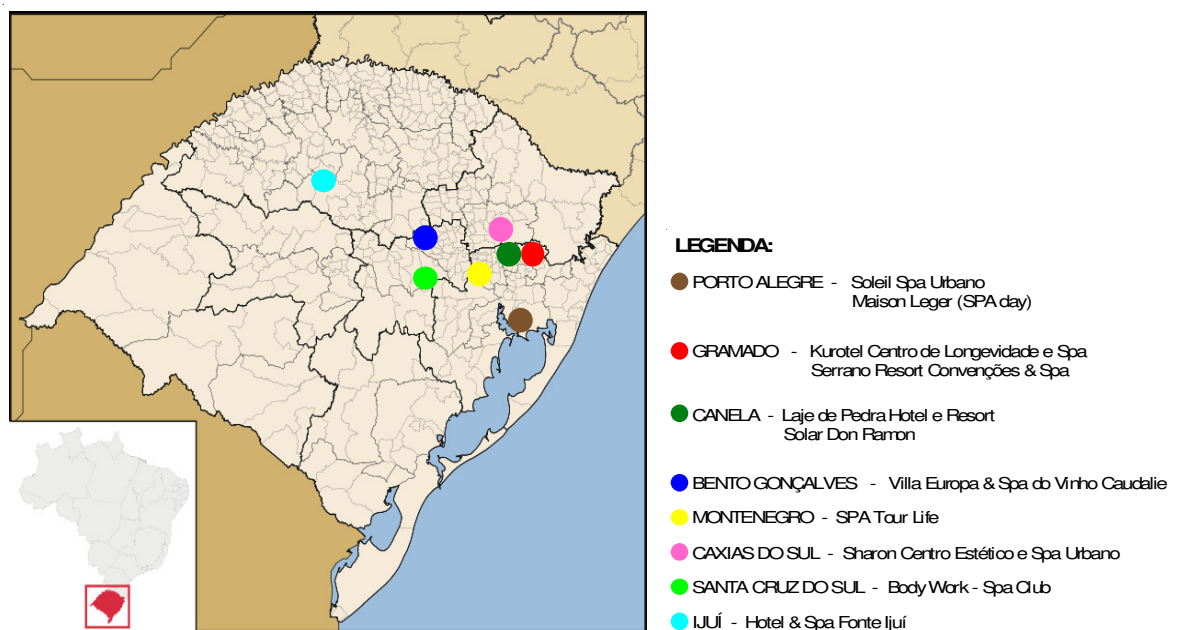 LEGENDA:
PORTO ALEGRE - Soleil Spa Urbano
Maison Leger (SPA day)
GRAMADO - Kurotel Centro de Longevidade e Spa
Serrano Resort Convenções & Spa
CANELA - Laje de Pedra Hotel e Resort
Solar Don Ramon
BENTO GONÇALVES - Villa Europa & Spa do Vinho Caudalie
MONTENEGRO - SPA Tour Life
CAXIAS DO SUL - Sharon Centro Estético e Spa Urbano
SANTA CRUZ DO SUL - Body Work - Spa Club
IJUÍ - Hotel & Spa Fonte Ijuí